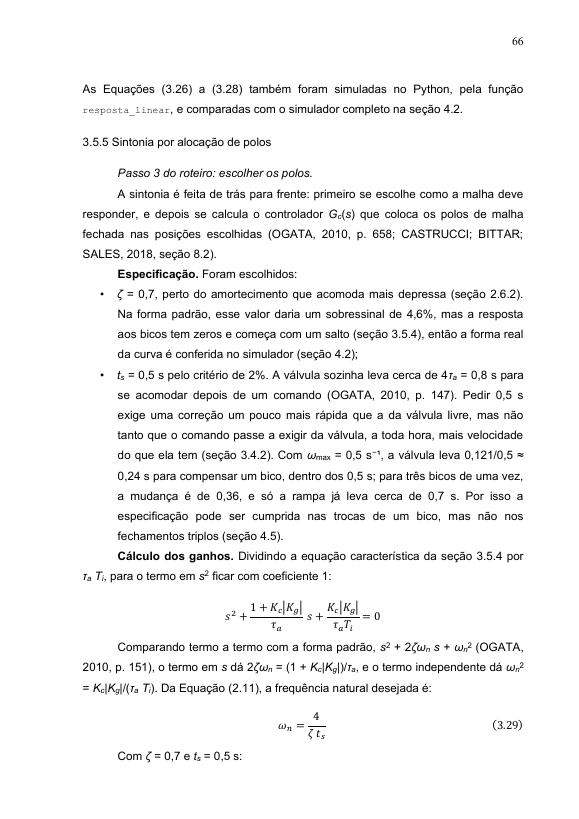 66
As Equações (3.26) a (3.28) também foram simuladas no Python, pela função
resposta_linear, e comparadas com o simulador completo na seção 4.2.
3.5.5 Sintonia por alocação de polos
Passo 3 do roteiro: escolher os polos.
A sintonia é feita de trás para frente: primeiro se escolhe como a malha deve
responder, e depois se calcula o controlador Gc(s) que coloca os polos de malha
fechada nas posições escolhidas (OGATA, 2010, p. 658; CASTRUCCI; BITTAR;
SALES, 2018, seção 8.2).
Especificação. Foram escolhidos:
• ζ = 0,7, perto do amortecimento que acomoda mais depressa (seção 2.6.2).
Na forma padrão, esse valor daria um sobressinal de 4,6%, mas a resposta
aos bicos tem zeros e começa com um salto (seção 3.5.4), então a forma real
da curva é conferida no simulador (seção 4.2);
• ts = 0,5 s pelo critério de 2%. A válvula sozinha leva cerca de 4τa = 0,8 s para
se acomodar depois de um comando (OGATA, 2010, p. 147). Pedir 0,5 s
exige uma correção um pouco mais rápida que a da válvula livre, mas não
tanto que o comando passe a exigir da válvula, a toda hora, mais velocidade
do que ela tem (seção 3.4.2). Com ωmax = 0,5 s⁻¹, a válvula leva 0,121/0,5 ≈
0,24 s para compensar um bico, dentro dos 0,5 s; para três bicos de uma vez,
a mudança é de 0,36, e só a rampa já leva cerca de 0,7 s. Por isso a
especificação pode ser cumprida nas trocas de um bico, mas não nos
fechamentos triplos (seção 4.5).
Cálculo dos ganhos. Dividindo a equação característica da seção 3.5.4 por
τa Ti, para o termo em s² ficar com coeficiente 1:
s² + (1 + Kc|Kg|)/τa s + Kc|Kg|/(τaTi) = 0
Comparando termo a termo com a forma padrão, s² + 2ζωn s + ωn² (OGATA,
2010, p. 151), o termo em s dá 2ζωn = (1 + Kc|Kg|)/τa, e o termo independente dá ωn²
= Kc|Kg|/(τa Ti). Da Equação (2.11), a frequência natural desejada é:
ωn = 4/(ζ ts) (3.29)
Com ζ = 0,7 e ts = 0,5 s: